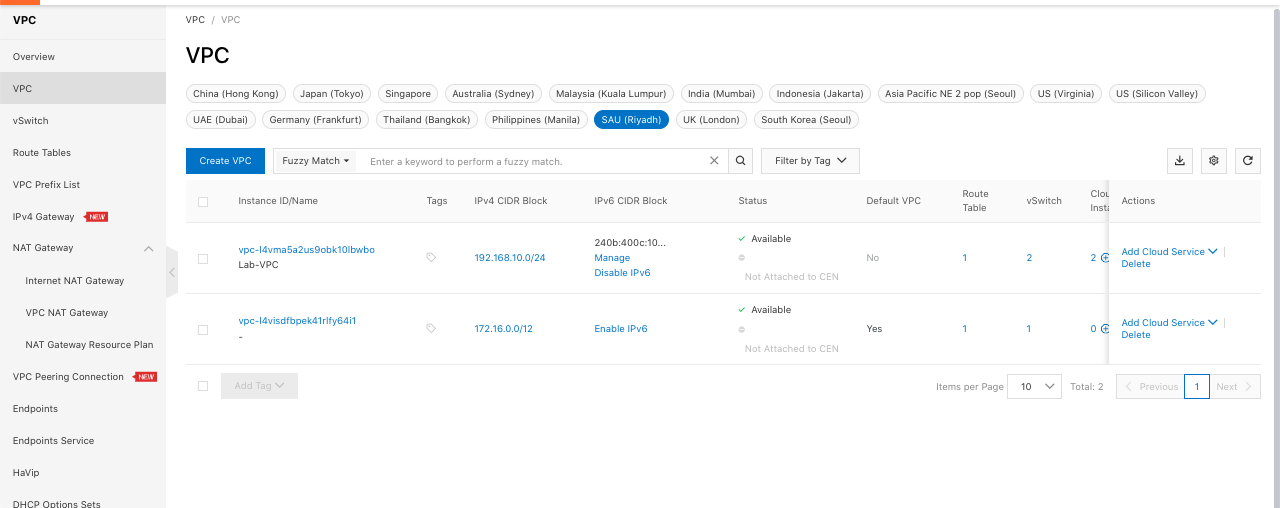 VPC
Overview
VPC
vSwitch
Route Tables
VPC Prefix List
IPv4 Gateway NEW
NAT Gateway
Internet NAT Gateway
VPC NAT Gateway
NAT Gateway Resource Plan
VPC Peering Connection NEW
Endpoints
Endpoints Service
HaVip
DHCP Options Sets
VPC / VPC
VPC
China (Hong Kong) Japan (Tokyo) Singapore Australia (Sydney) Malaysia (Kuala Lumpur) India (Mumbai) Indonesia (Jakarta) Asia Pacific NE 2 pop (Seoul) US (Virginia) US (Silicon Valley)
UAE (Dubai) Germany (Frankfurt) Thailand (Bangkok) Philippines (Manila) SAU (Riyadh) UK (London) South Korea (Seoul)
Create VPC Fuzzy Match Enter a keyword to perform a fuzzy match. Filter by Tag
Instance ID/Name Tags IPv4 CIDR Block IPv6 CIDR Block Status Default VPC Route Table vSwitch Clou Insta Actions
vpc-l4vma5a2us9obk10lbwbo
Lab-VPC
192.168.10.0/24
240b:400c:10...
Manage
Disable IPv6
Available
Not Attached to CEN
No 1 2 2
Add Cloud Service |
Delete
vpc-l4visdfbpek41rlfy64i1
-
172.16.0.0/12
Enable IPv6
Available
Not Attached to CEN
Yes 1 1 0
Add Cloud Service |
Delete
Add Tag Items per Page 10 Total: 2 Previous 1 Next